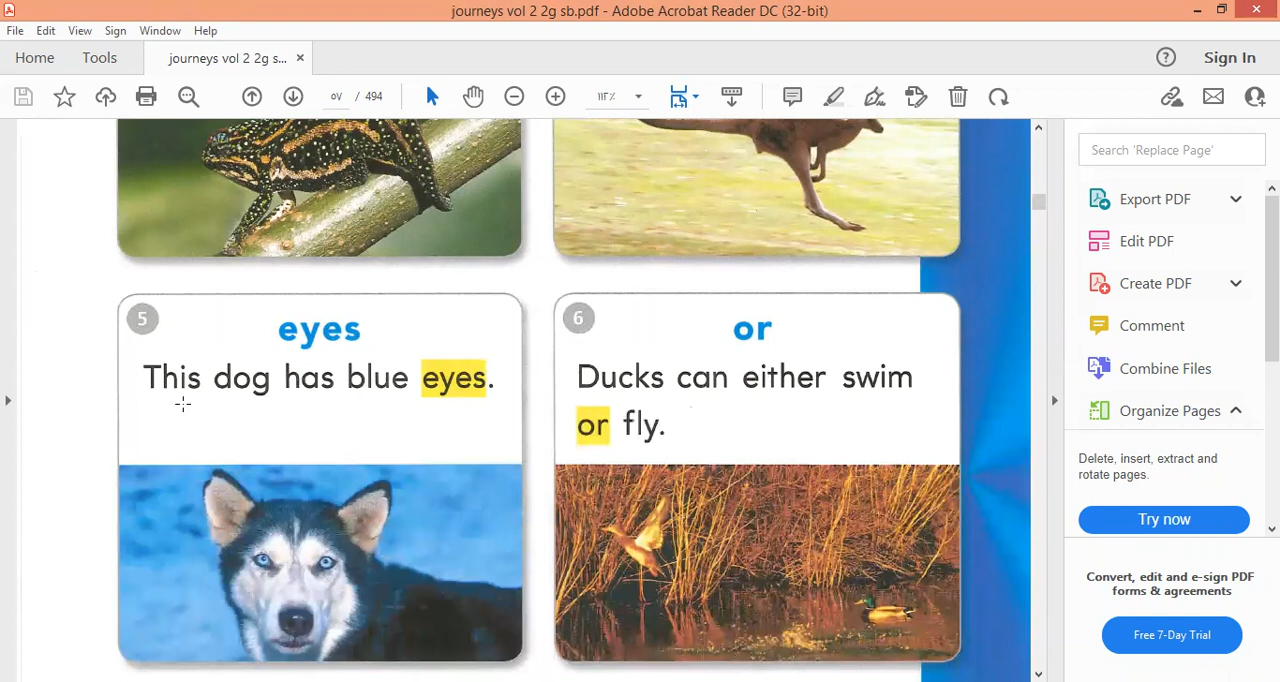 journeys vol 2 2g sb.pdf - Adobe Acrobat Reader DC (32-bit)
File Edit View Sign Window Help
Home Tools journeys vol 2 2g s... × Sign In
٥٧ / 494 ١١٢٪
Search 'Replace Page'
Export PDF
Edit PDF
Create PDF
Comment
Combine Files
Organize Pages
Delete, insert, extract and
rotate pages.
Try now
Convert, edit and e-sign PDF
forms & agreements
Free 7-Day Trial
5
eyes
This dog has blue eyes.
6
or
Ducks can either swim
or fly.